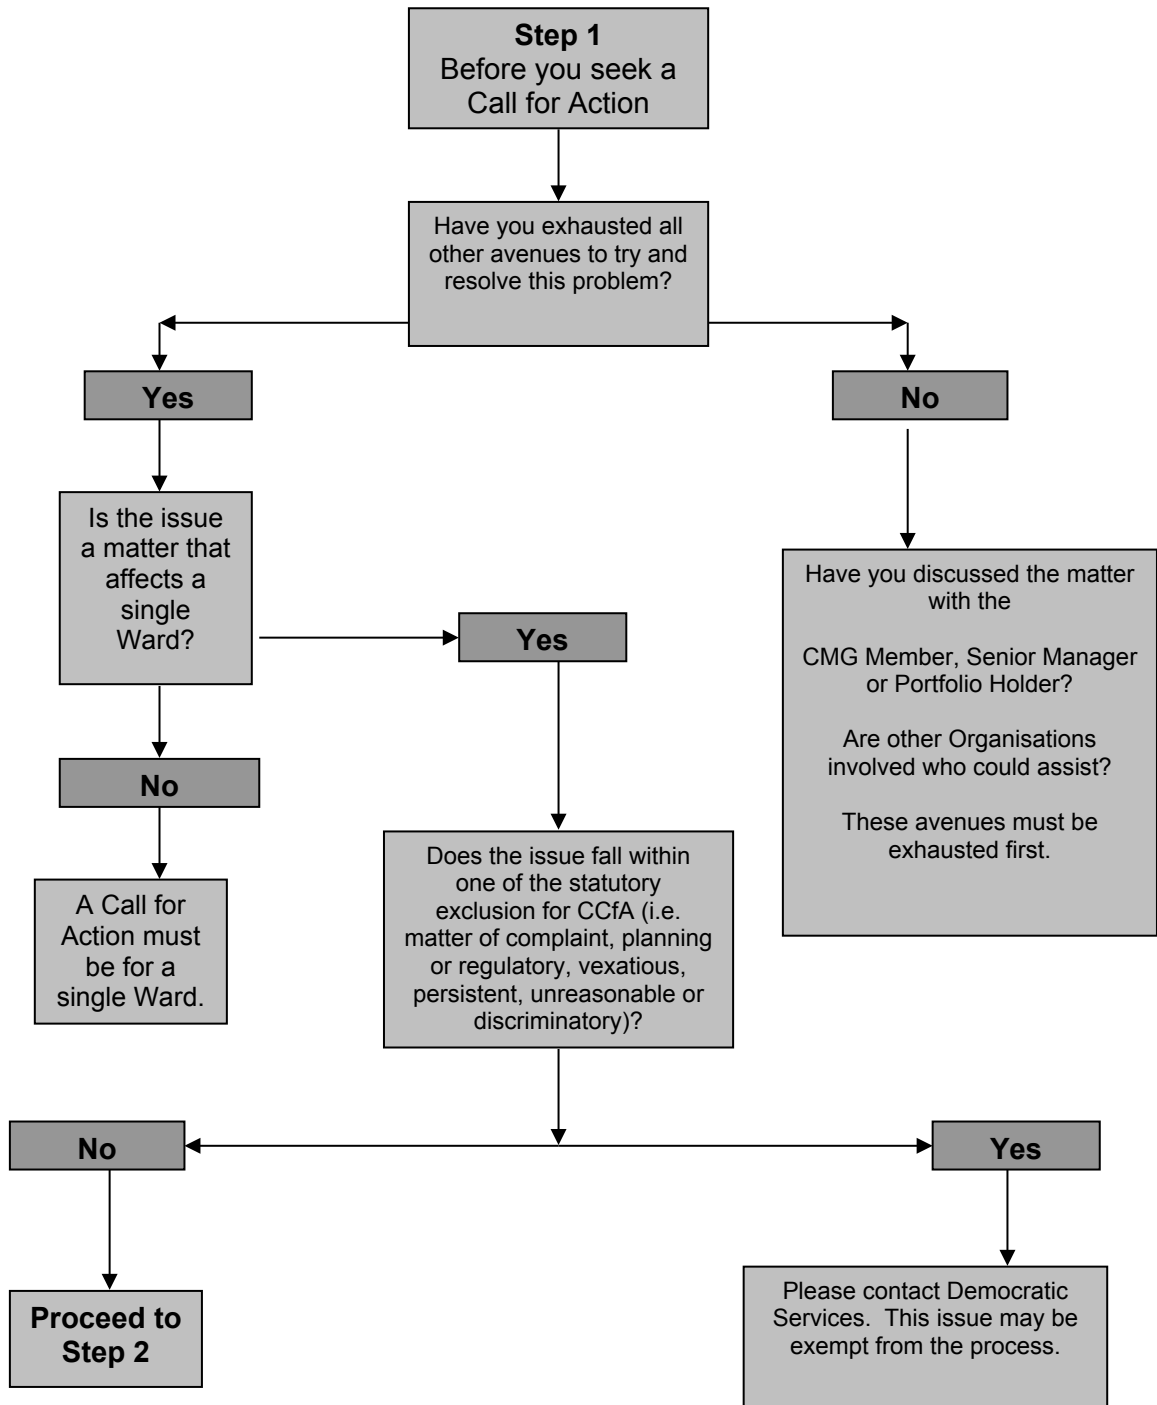 Step 1
Before you seek a
Call for Action
Have you exhausted all
other avenues to try and
resolve this problem?
Yes
No
Is the issue
a matter that
affects a
single
Ward?
Yes
No
A Call for
Action must
be for a
single Ward.
Have you discussed the matter
with the
CMG Member, Senior Manager
or Portfolio Holder?
Are other Organisations
involved who could assist?
These avenues must be
exhausted first.
Does the issue fall within
one of the statutory
exclusion for CCfA (i.e.
matter of complaint, planning
or regulatory, vexatious,
persistent, unreasonable or
discriminatory)?
No
Yes
Proceed to
Step 2
Please contact Democratic
Services. This issue may be
exempt from the process.